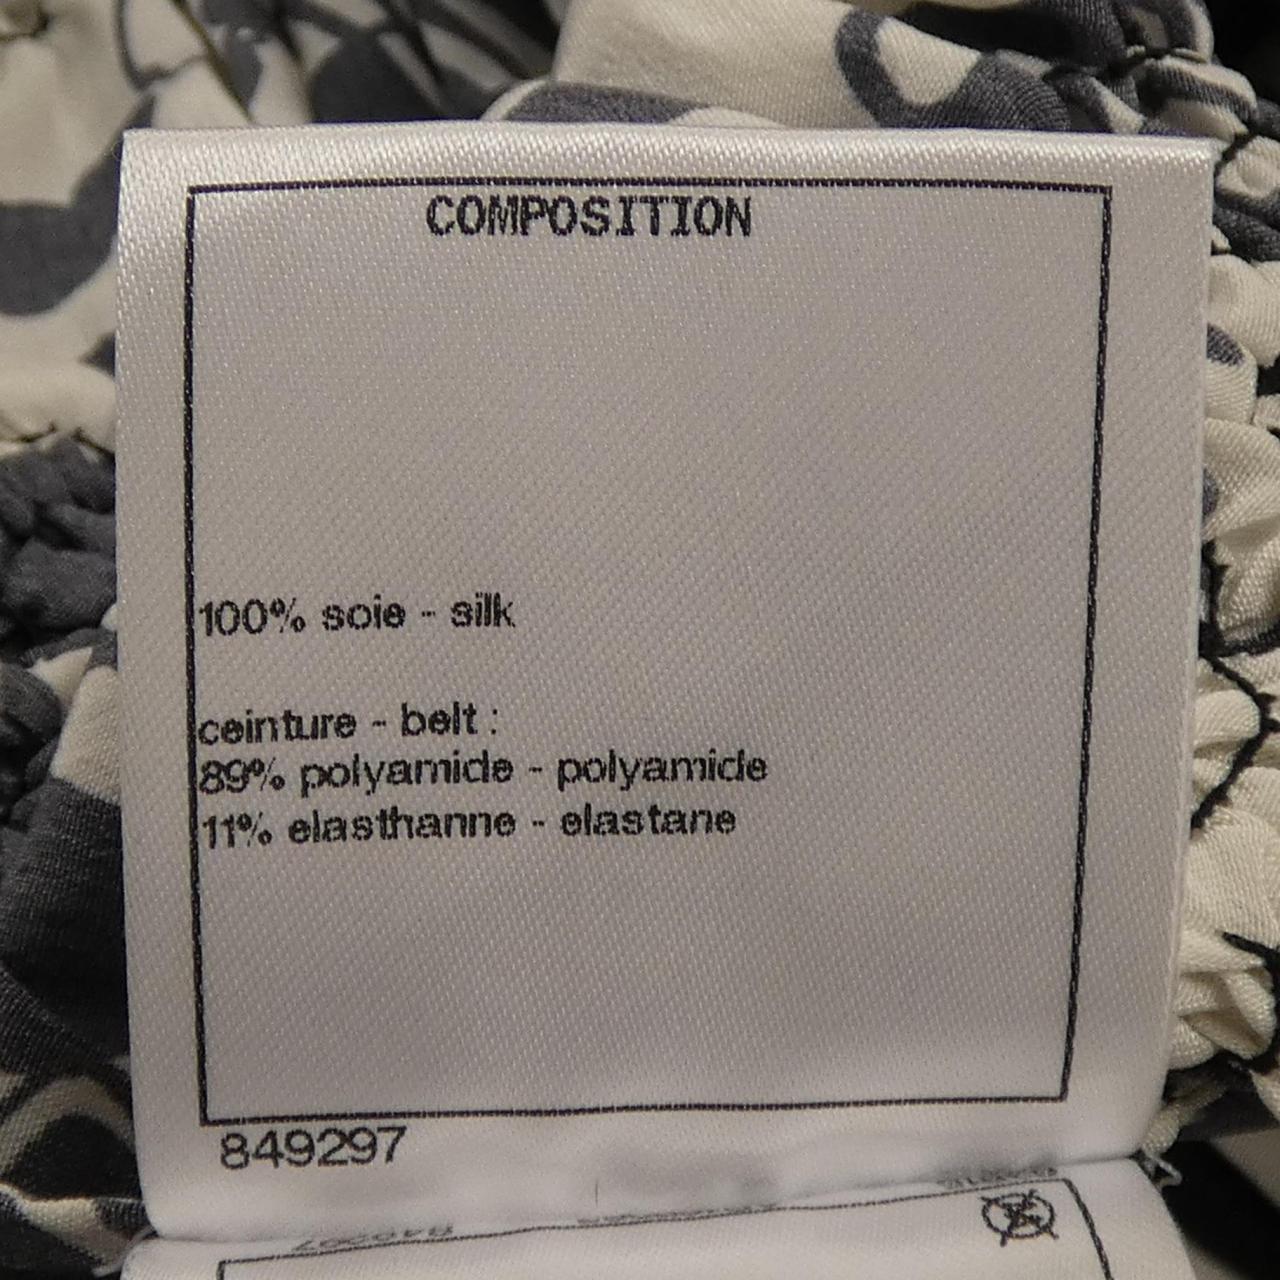 COMPOSITION
100% soie - silk
ceinture - belt :
89% polyamide - polyamide
11% elasthanne - elastane
849297